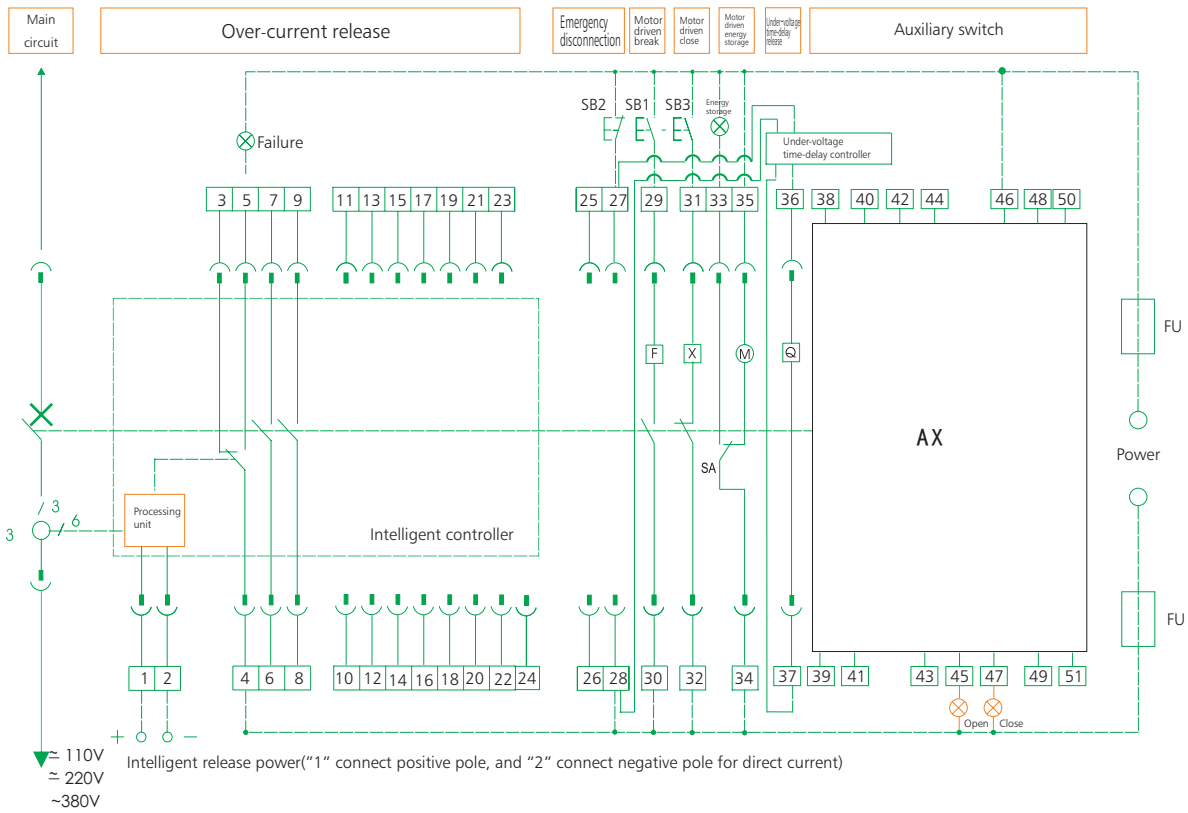 Main
circuit
Over-current release
Emergency
disconnection
Motor
driven
break
Motor
driven
close
Motor
driven
energy
storage
Under-voltage
time-delay
release
Auxiliary switch
SB2 SB1 SB3
Energy
storage
Failure
Under-voltage
time-delay controller
3 5 7 9 11 13 15 17 19 21 23 25 27 29 31 33 35 36 38 40 42 44 46 48 50
FU
F X M Q
AX
Power
SA
3
6
3
Processing
unit
Intelligent controller
FU
1 2 4 6 8 10 12 14 16 18 20 22 24 26 28 30 32 34 37 39 41 43 45 47 49 51
Open Close
+ −
≃ 110V
≃ 220V
~380V
Intelligent release power("1" connect positive pole, and "2" connect negative pole for direct current)